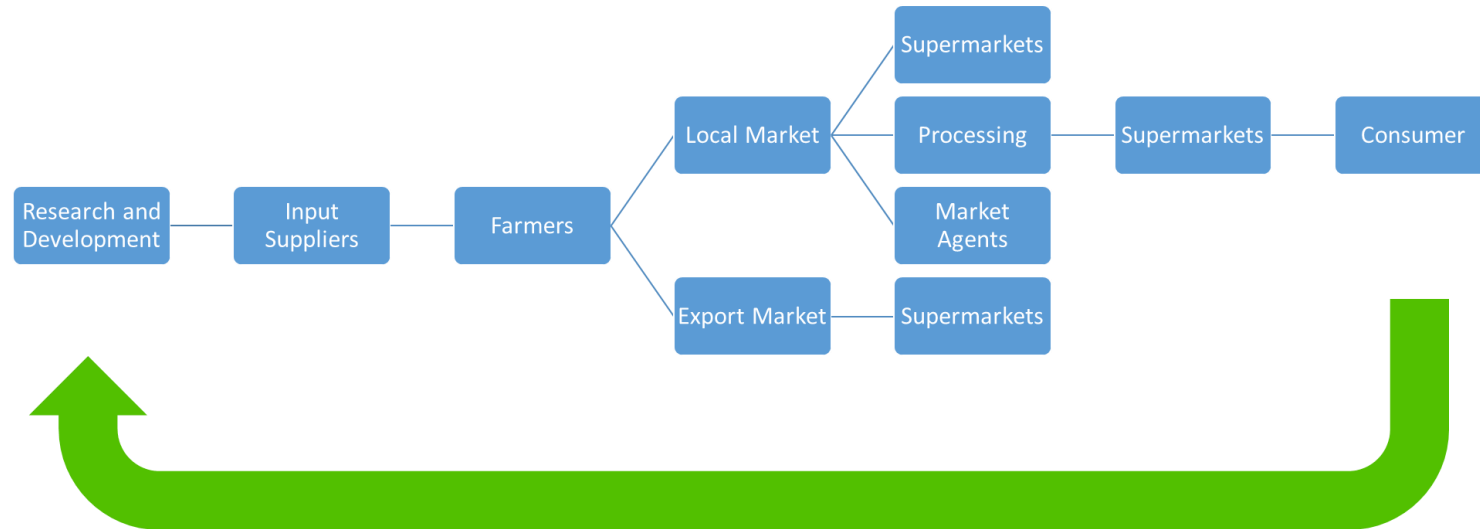 Supermarkets
Local Market
Processing
Supermarkets
Consumer
Research and
Development
Input
Suppliers
Farmers
Market
Agents
Export Market
Supermarkets